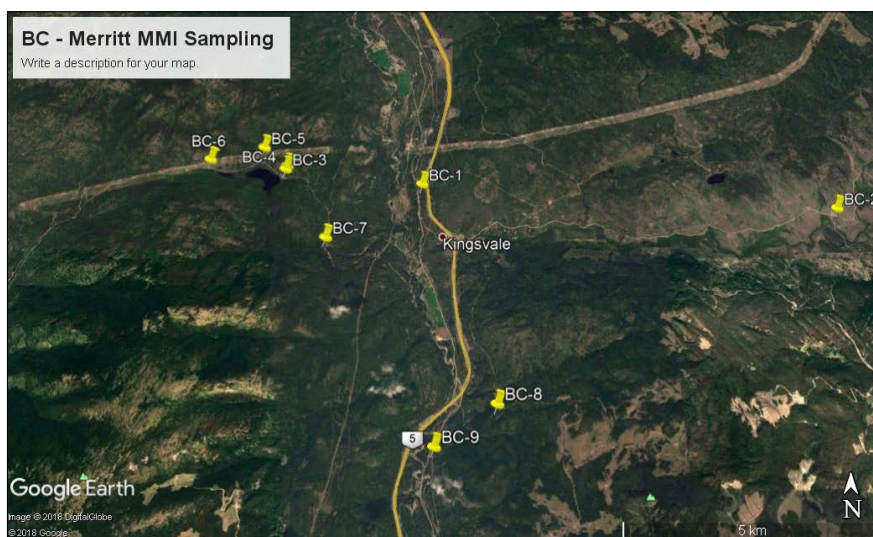 BC - Merritt MMI Sampling
Write a description for your map.
BC-6
BC-5
BC-4
BC-3
BC-1
BC-2
BC-7
Kingsvale
BC-8
5
BC-9
Google Earth
N
Image © 2018 DigitalGlobe
© 2018 Google
5 km